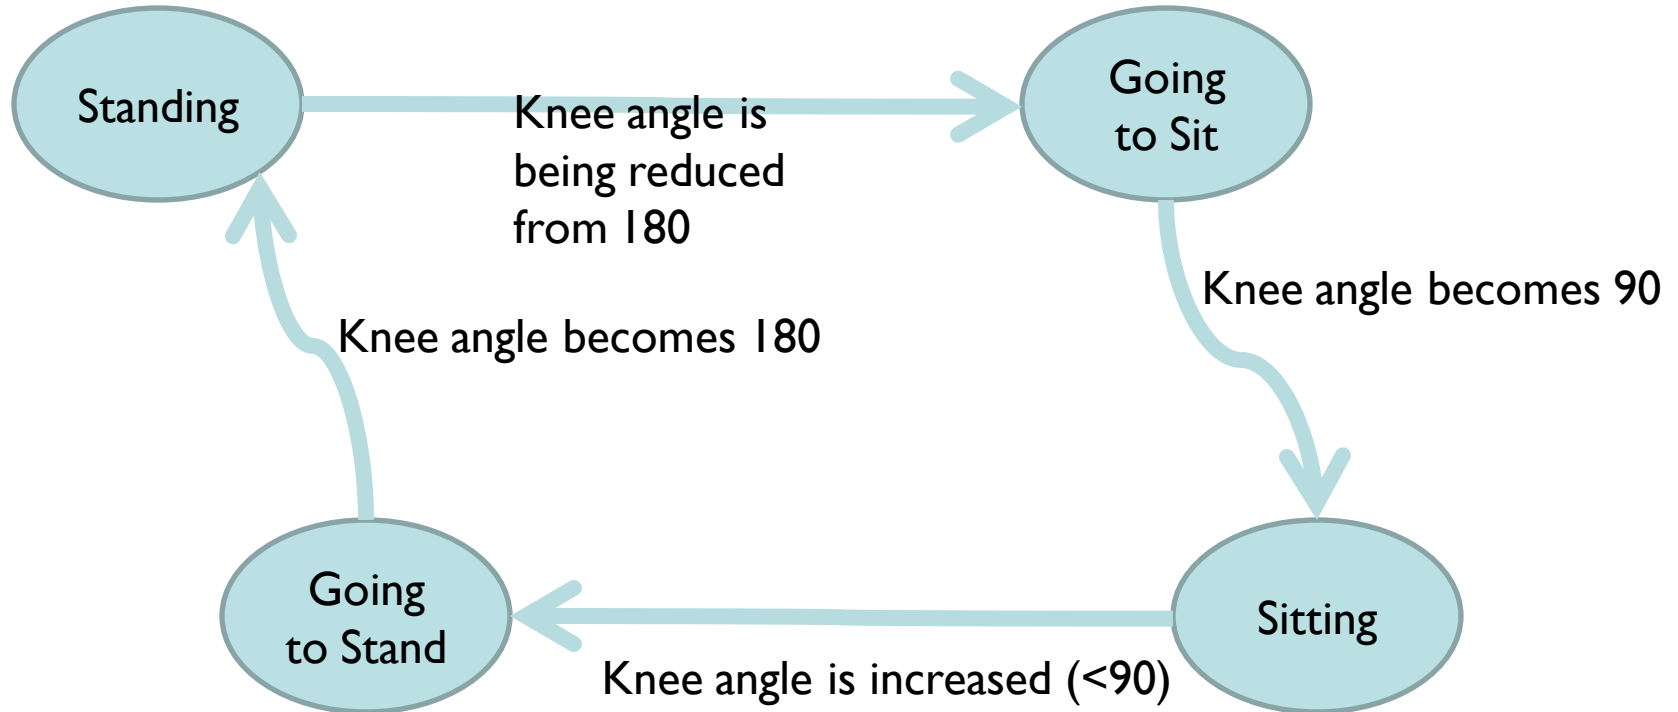 Standing
Going
to Sit
Knee angle is
being reduced
from 180
Knee angle becomes 90
Knee angle becomes 180
Going
to Stand
Sitting
Knee angle is increased (<90)